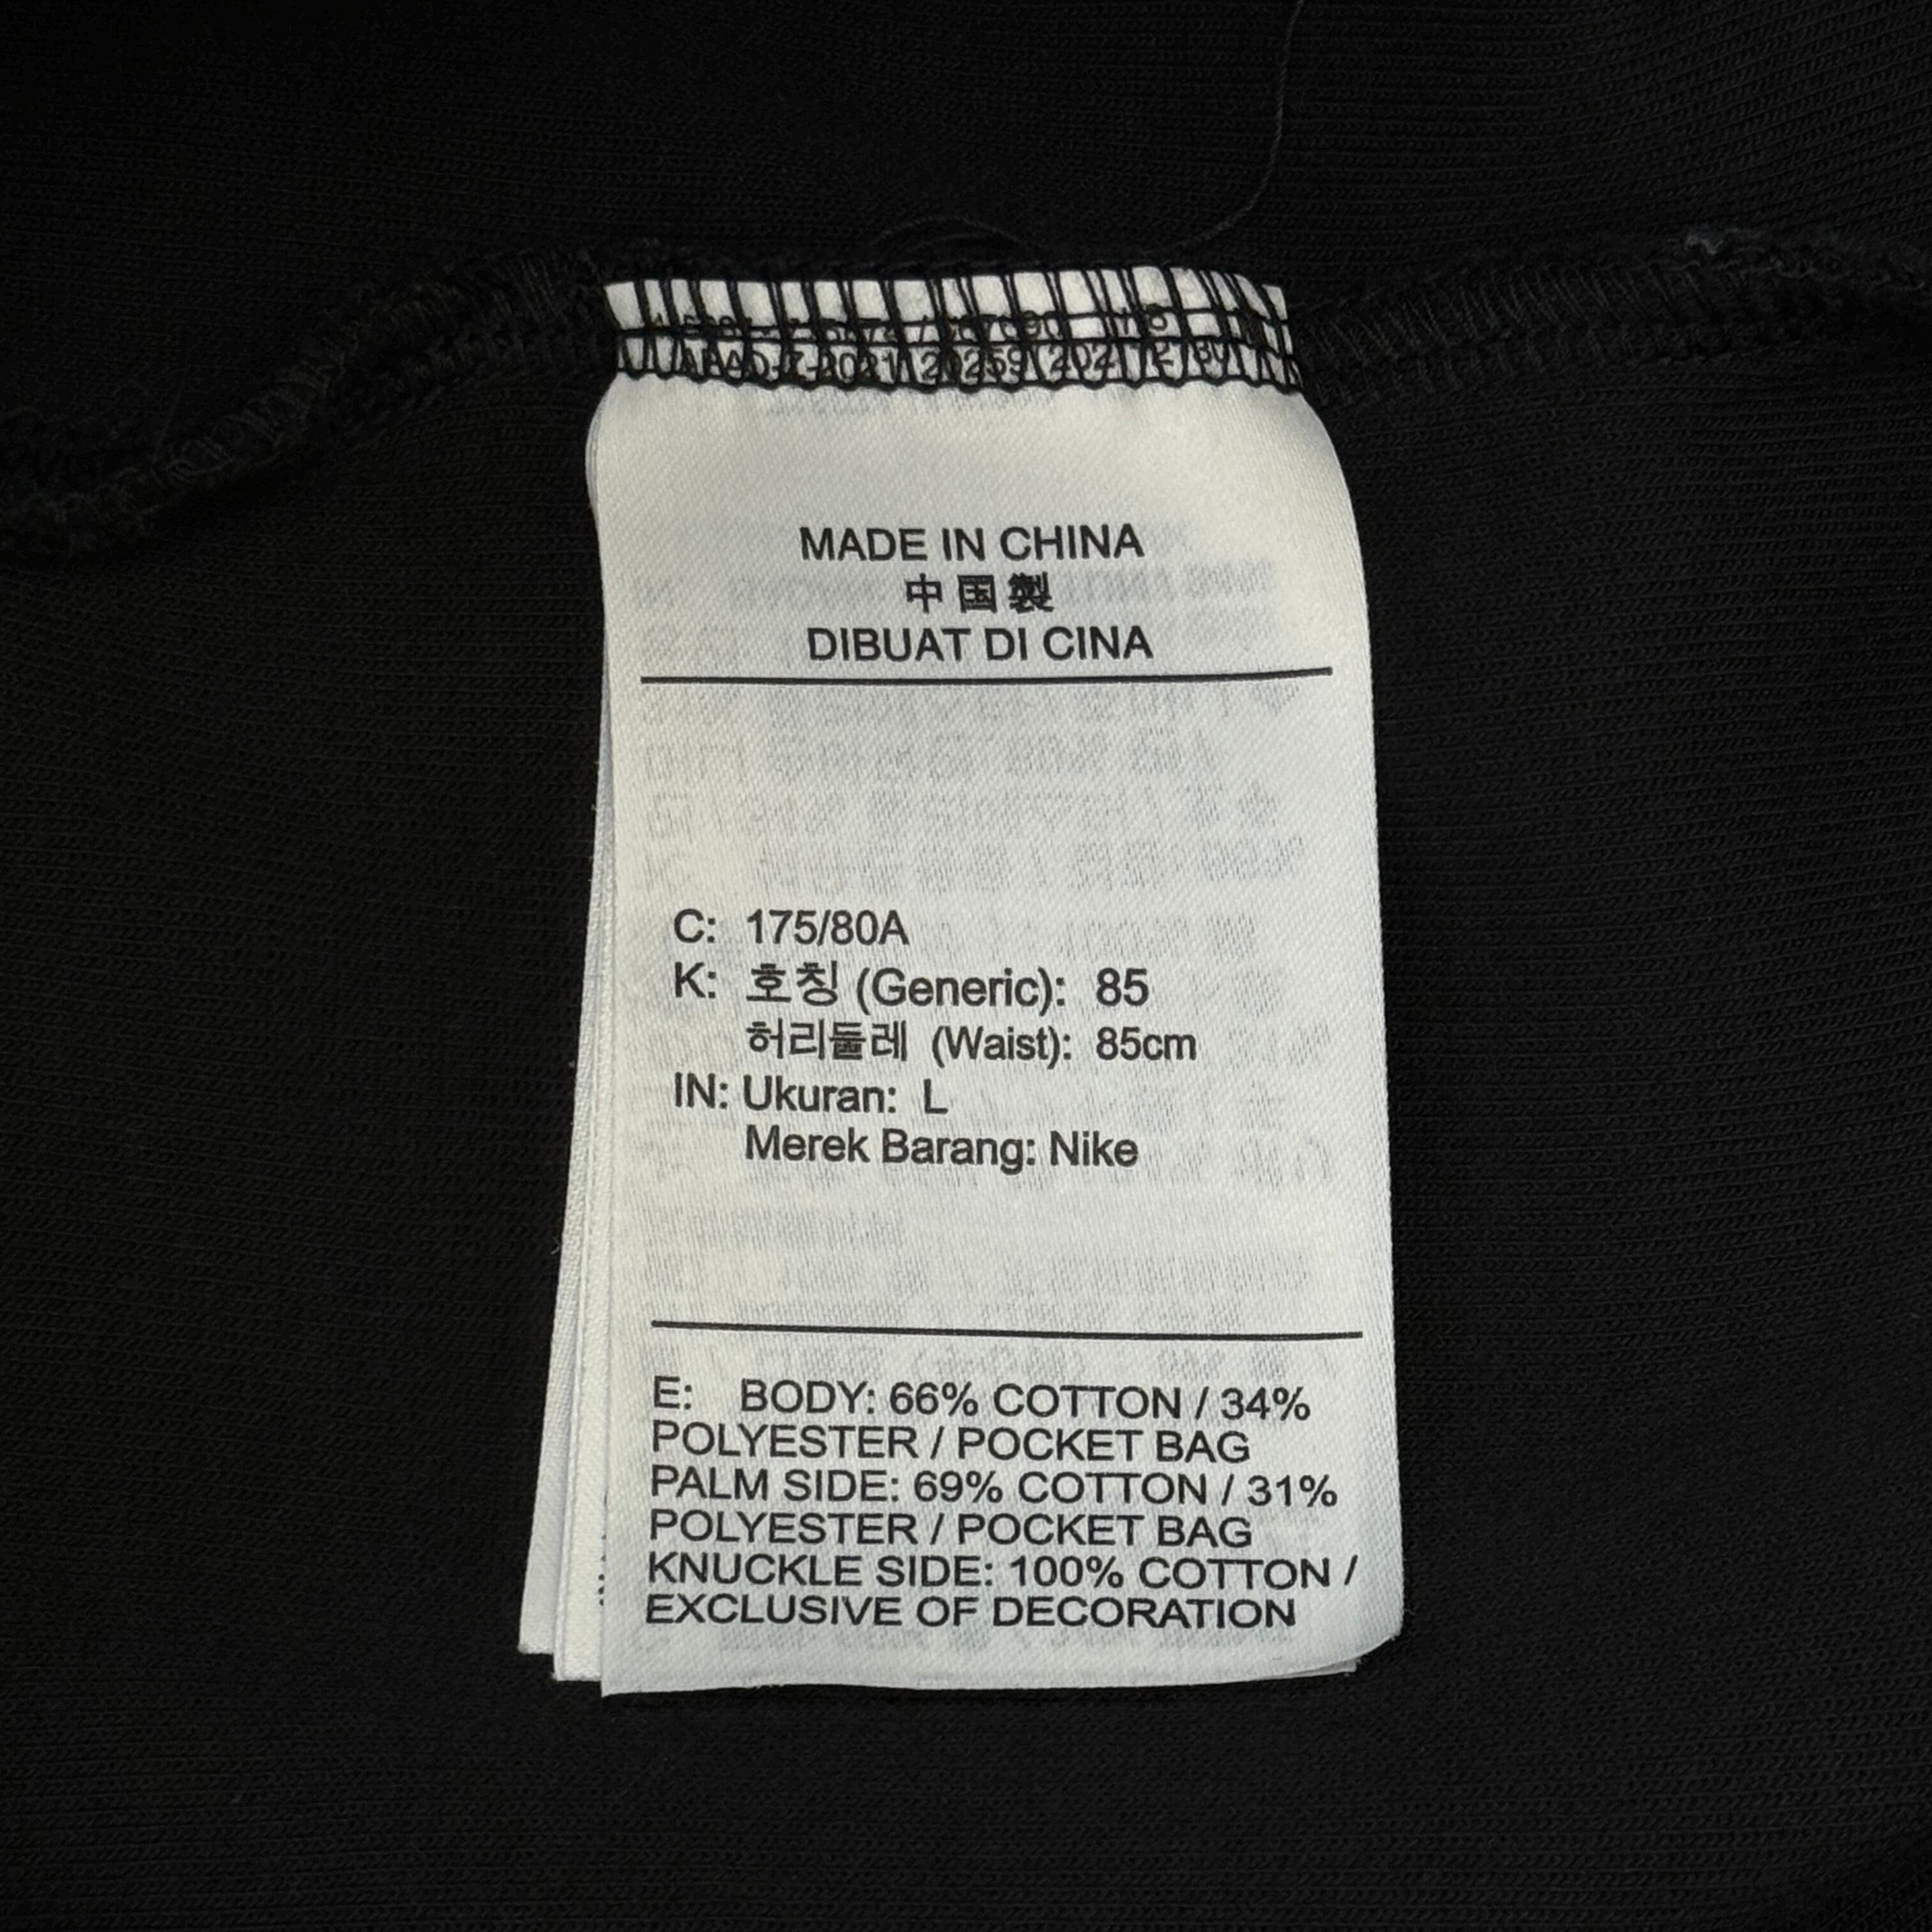 MADE IN CHINA
中国製
DIBUAT DI CINA
C: 175/80A
K: 호칭 (Generic): 85
허리둘레 (Waist): 85cm
IN: Ukuran: L
Merek Barang: Nike
E: BODY: 66% COTTON / 34%
POLYESTER / POCKET BAG
PALM SIDE: 69% COTTON / 31%
POLYESTER / POCKET BAG
KNUCKLE SIDE: 100% COTTON /
EXCLUSIVE OF DECORATION